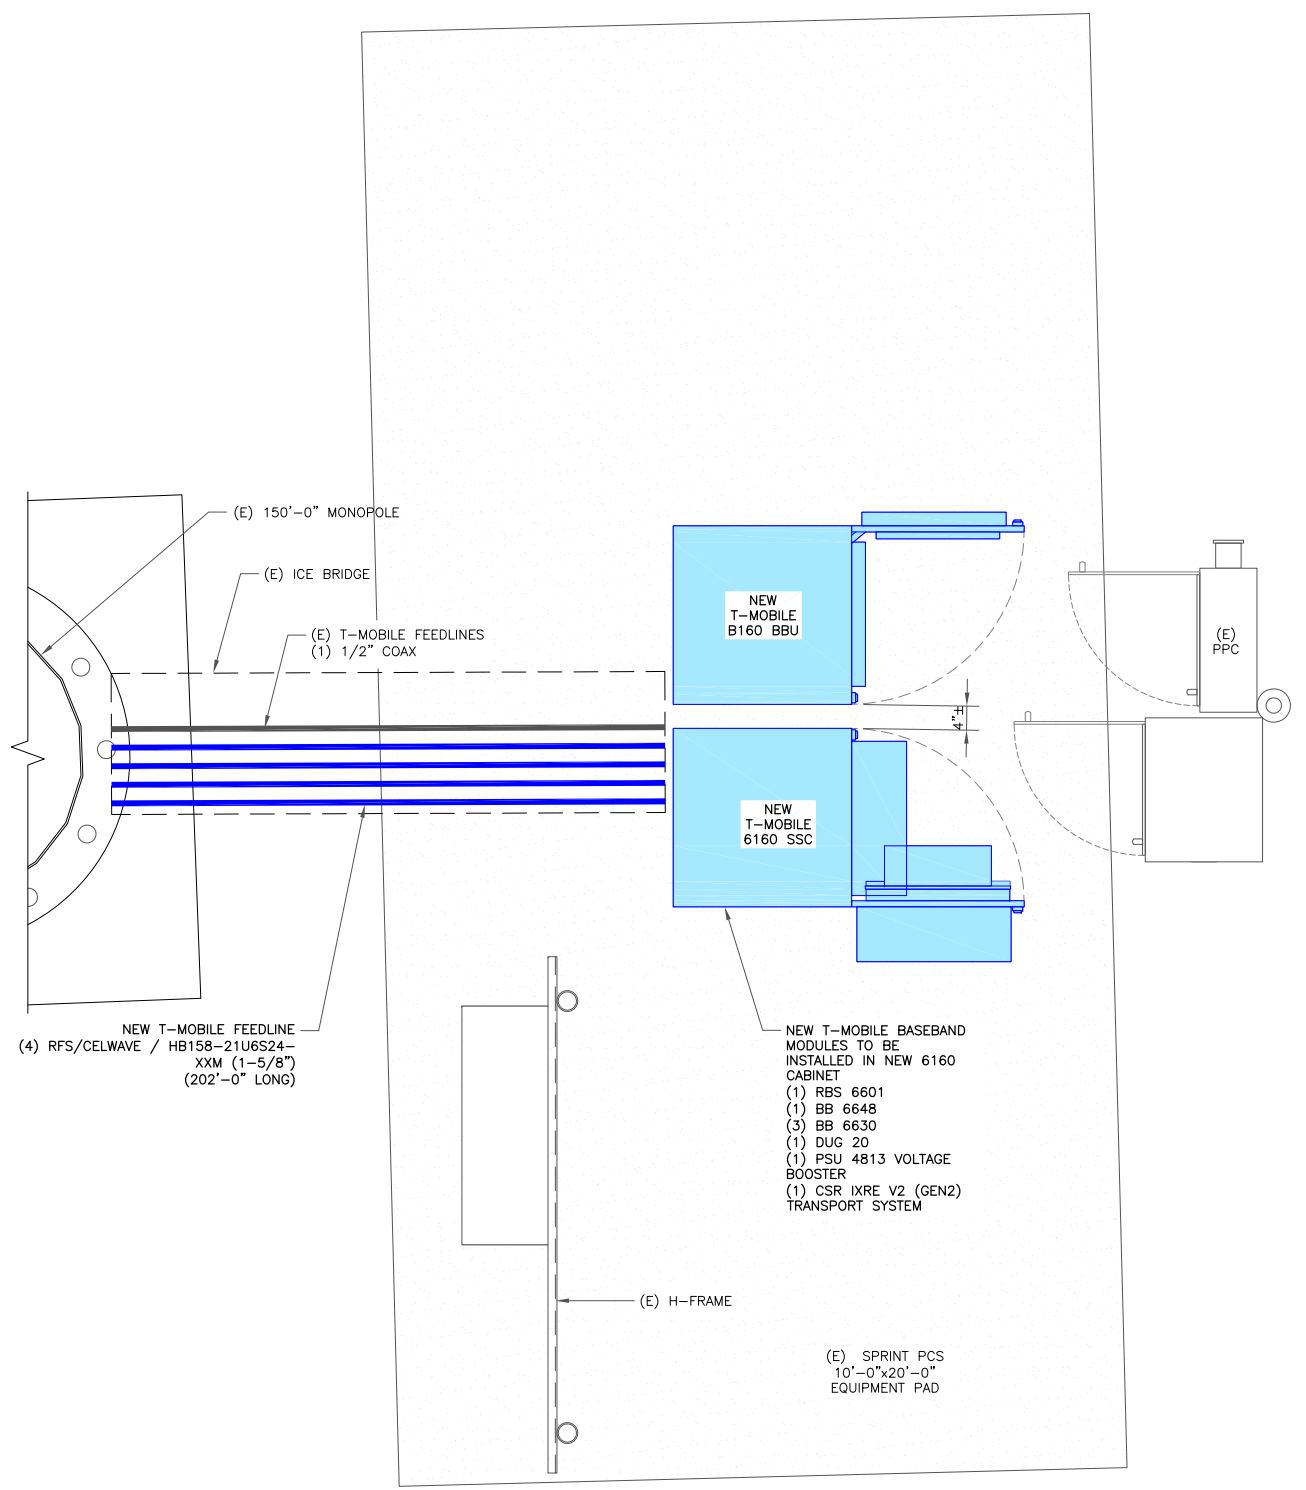 (E) 150'-0" MONOPOLE
(E) ICE BRIDGE
(E) T-MOBILE FEEDLINES
(1) 1/2" COAX
NEW
T-MOBILE
B160 BBU
(E)
PPC
4"±
NEW
T-MOBILE
6160 SSC
NEW T-MOBILE FEEDLINE
(4) RFS/CELWAVE / HB158-21U6S24-
XXM (1-5/8")
(202'-0" LONG)
NEW T-MOBILE BASEBAND
MODULES TO BE
INSTALLED IN NEW 6160
CABINET
(1) RBS 6601
(1) BB 6648
(3) BB 6630
(1) DUG 20
(1) PSU 4813 VOLTAGE
BOOSTER
(1) CSR IXRE V2 (GEN2)
TRANSPORT SYSTEM
(E) H-FRAME
(E) SPRINT PCS
10'-0"x20'-0"
EQUIPMENT PAD